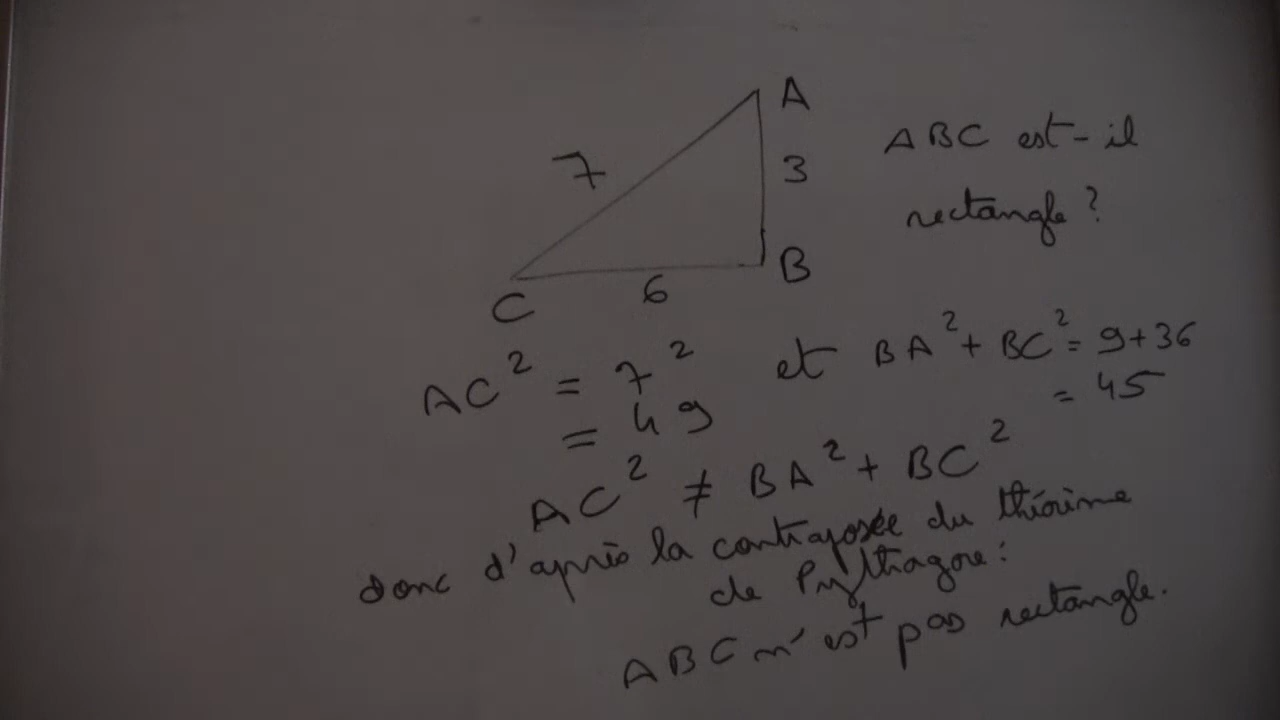 A
7
3
ABC est-il
rectangle ?
B
6
C
AC² = 7² et BA² + BC² = 9+36
= 49
= 45
AC² ≠ BA² + BC²
donc d'après la contraposée du théorème
de Pythagore :
ABC n'est pas rectangle.